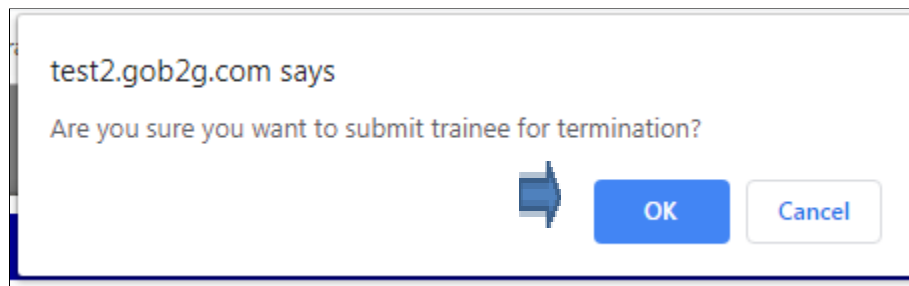 test2.gob2g.com says
Are you sure you want to submit trainee for termination?
OK Cancel